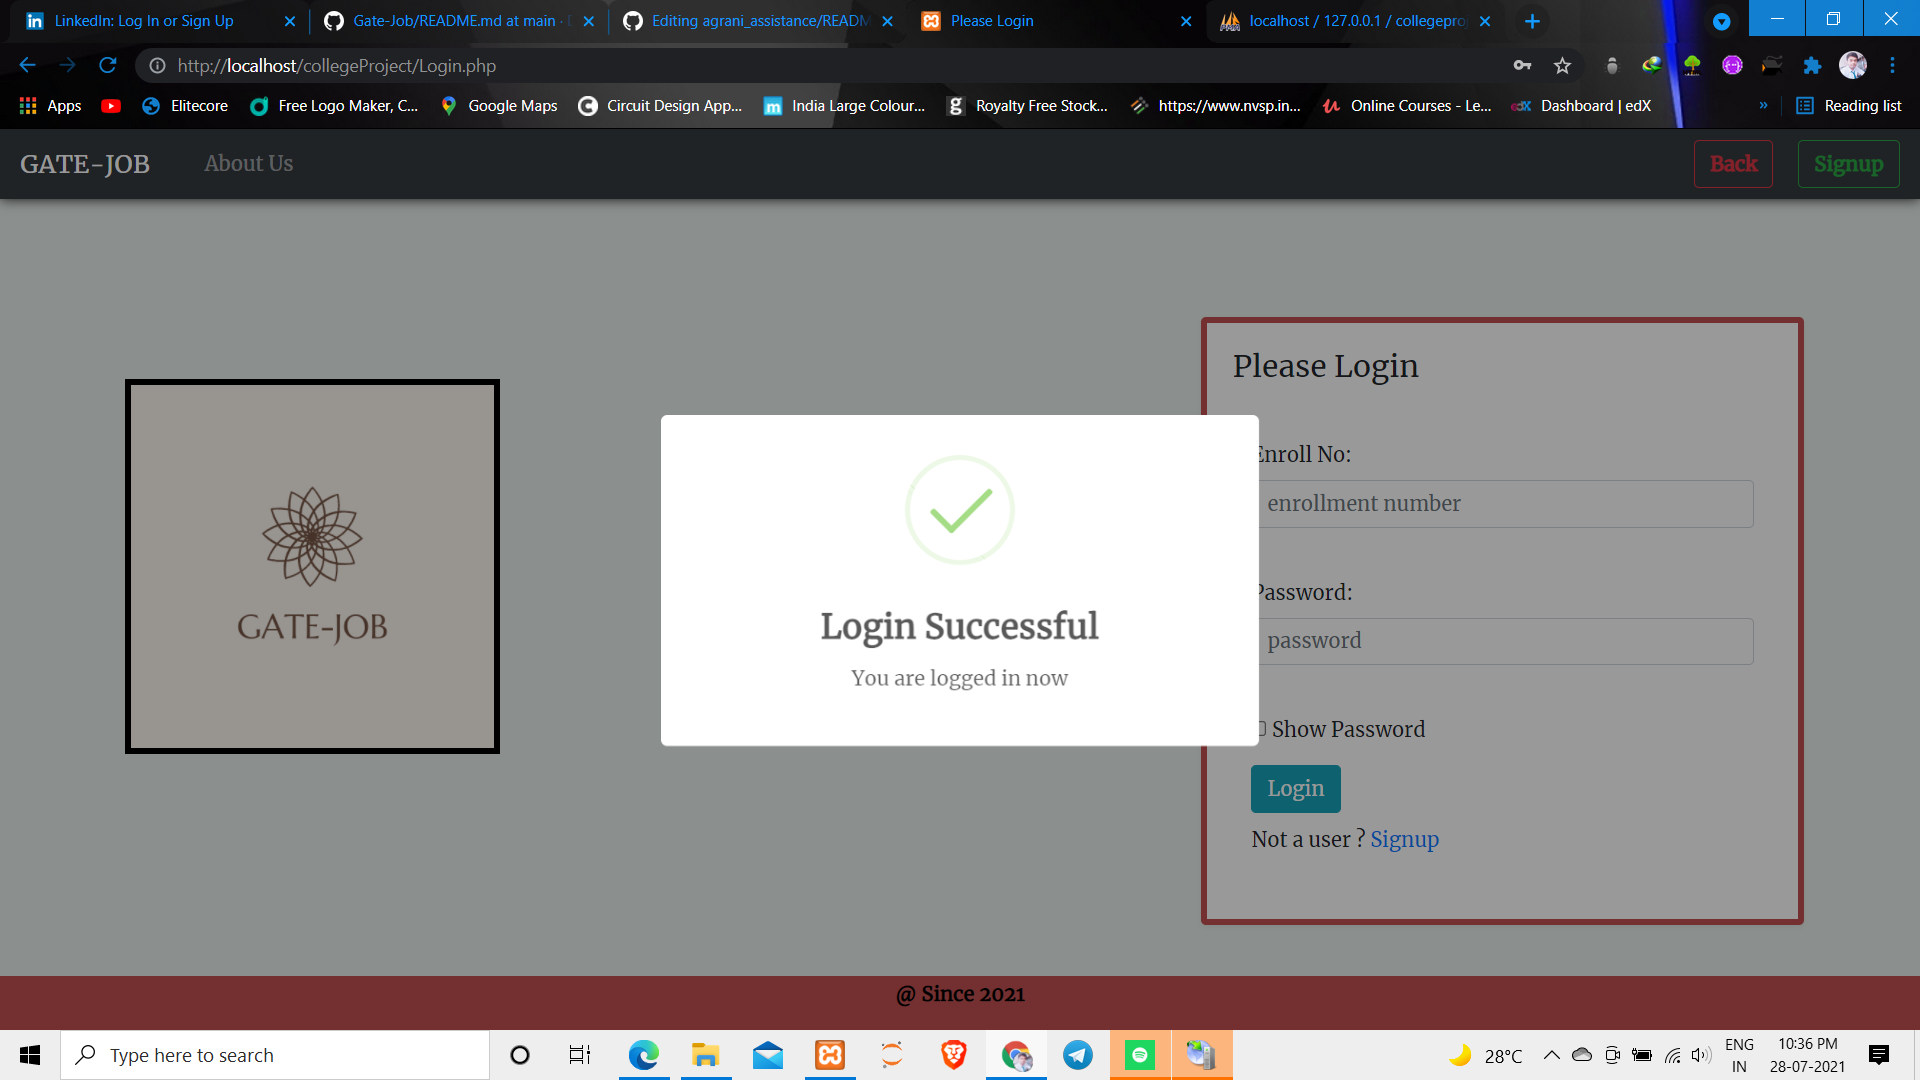 LinkedIn: Log In or Sign Up
Gate-Job/README.md at main ·
Editing agrani_assistance/READM
Please Login
localhost / 127.0.0.1 / collegepro
http://localhost/collegeProject/Login.php
Apps
Elitecore
Free Logo Maker, C...
Google Maps
Circuit Design App...
India Large Colour...
Royalty Free Stock...
https://www.nvsp.in...
Online Courses - Le...
Dashboard | edX
»
Reading list
GATE-JOB
About Us
Back
Signup
GATE-JOB
Login Successful
You are logged in now
Please Login
Enroll No:
enrollment number
Password:
password
Show Password
Login
Not a user ? Signup
@ Since 2021
Type here to search
28°C
ENG
IN
10:36 PM
28-07-2021